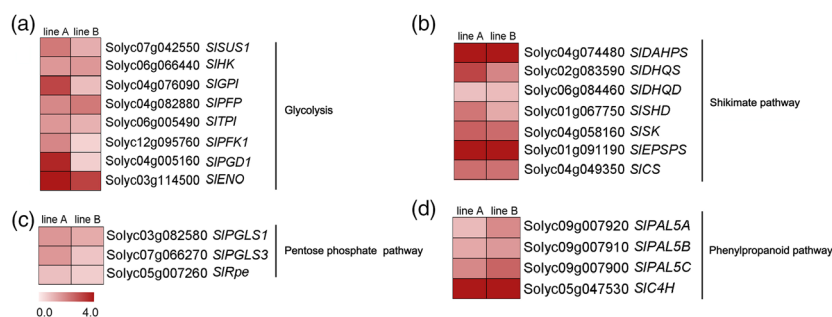 (a)
line A line B
Solyc07g042550 SlSUS1
Solyc06g066440 SlHK
Solyc04g076090 SlGPI
Solyc04g082880 SlPFP
Solyc06g005490 SlTPI
Solyc12g095760 SlPFK1
Solyc04g005160 SlPGD1
Solyc03g114500 SlENO
Glycolysis
(b)
line A line B
Solyc04g074480 SlDAHPS
Solyc02g083590 SlDHQS
Solyc06g084460 SlDHQD
Solyc01g067750 SlSHD
Solyc04g058160 SlSK
Solyc01g091190 SlEPSPS
Solyc04g049350 SlCS
Shikimate pathway
(c)
line A line B
Solyc03g082580 SlPGLS1
Solyc07g066270 SlPGLS3
Solyc05g007260 SlRpe
Pentose phosphate pathway
0.0 4.0
(d)
line A line B
Solyc09g007920 SlPAL5A
Solyc09g007910 SlPAL5B
Solyc09g007900 SlPAL5C
Solyc05g047530 SlC4H
Phenylpropanoid pathway